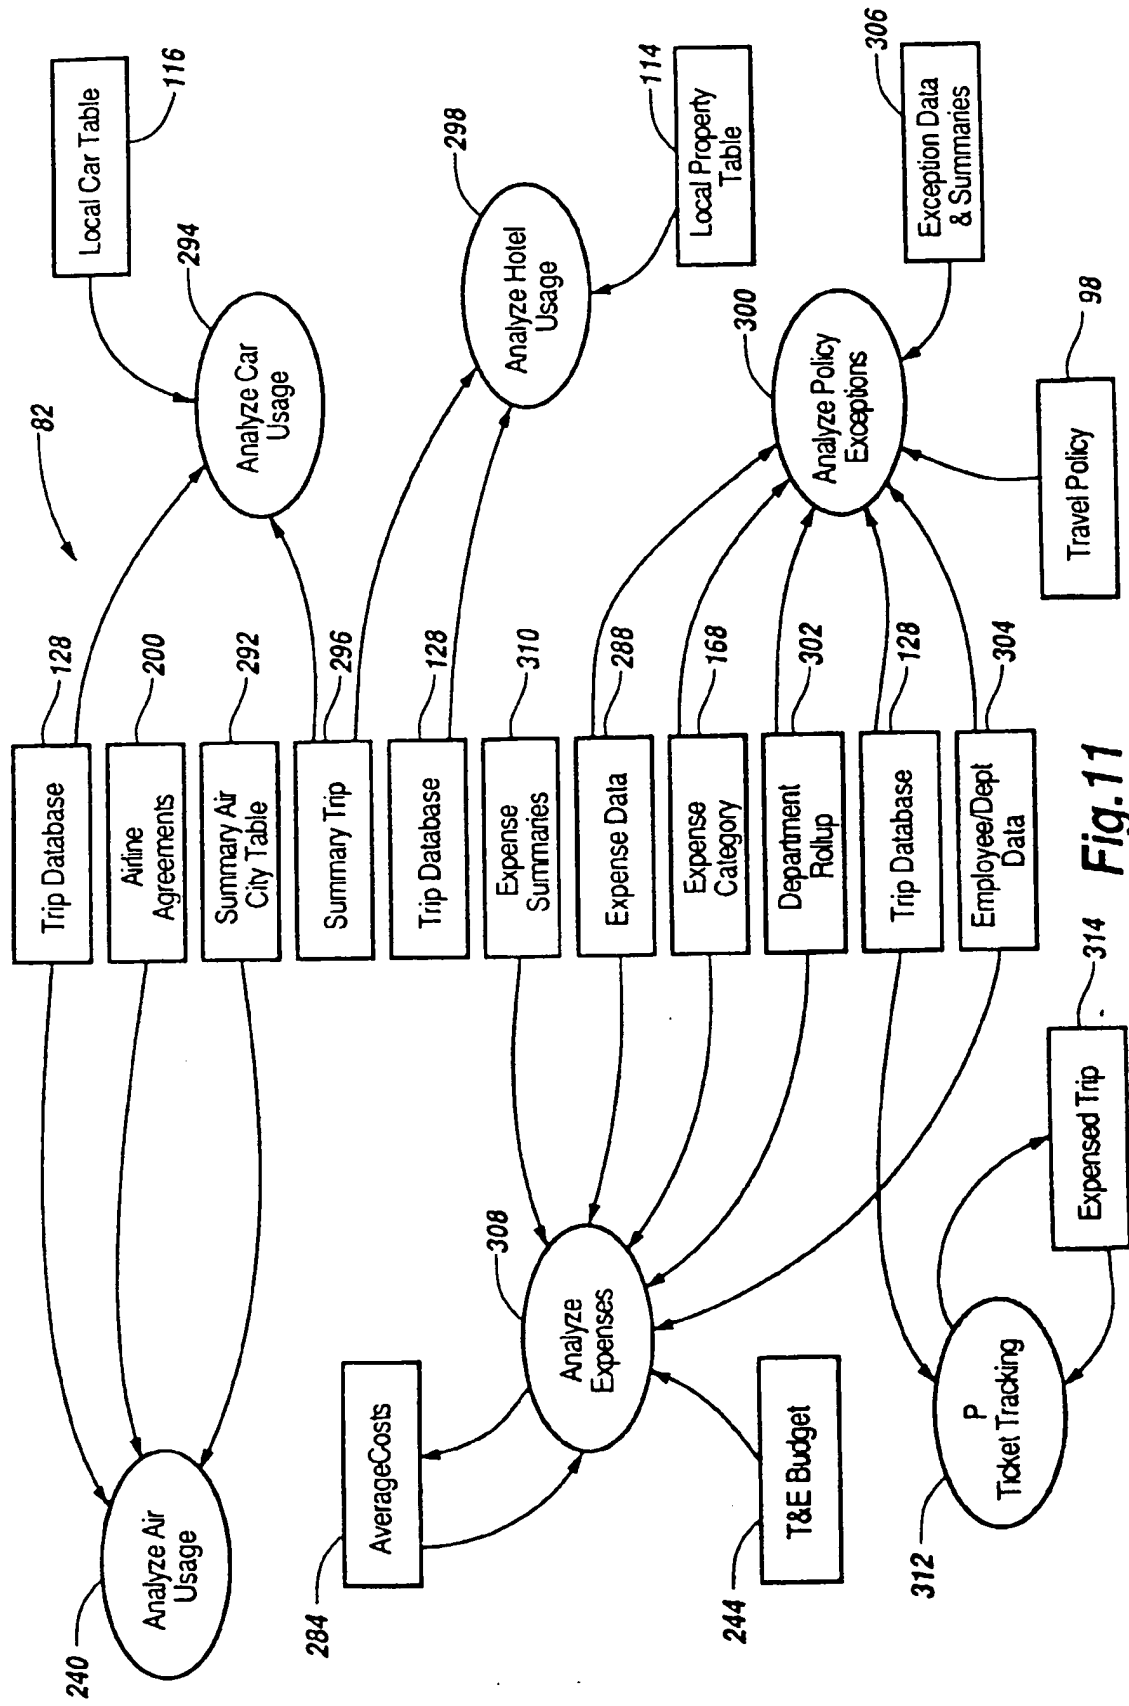 82
Trip Database
128
Airline
Agreements
200
Summary Air
City Table
292
Summary Trip
296
Trip Database
128
Expense
Summaries
310
Expense Data
288
Expense
Category
168
Department
Rollup
302
Trip Database
128
Employee/Dept
Data
304
Local Car Table
116
Analyze Car
Usage
294
Analyze Hotel
Usage
298
Local Property
Table
114
Analyze Policy
Exceptions
300
Exception Data
& Summaries
306
Travel Policy
98
Analyze Air
Usage
240
AverageCosts
284
Analyze
Expenses
308
T&E Budget
244
P
Ticket Tracking
312
Expensed Trip
314
Fig.11